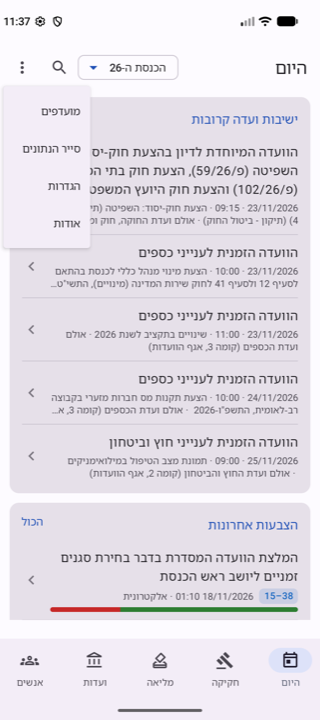 11:37
היום
הכנסת ה-26
מועדפים
סייר הנתונים
הגדרות
אודות
ישיבות ועדה קרובות
הוועדה המיוחדת לדיון בהצעת חוק-יס
השפיטה (פ/59/26), הצעת חוק בתי המ
(פ/102/26) והצעת חוק היועץ המשפט
23/11/2026 · 09:15 · הצעת חוק-יסוד: השפיטה (תי
4) (תיקון - ביטול החוק) · אולם ועדת החוקה, חוק ומ
הוועדה הזמנית לענייני כספים
23/11/2026 · 10:00 · הצעת מינוי מנהל כללי לכנסת בהתאם
לסעיף 12 ולסעיף 41 לחוק שירות המדינה (מינויים), התשי"ט...
הוועדה הזמנית לענייני כספים
23/11/2026 · 11:00 · שינויים בתקציב לשנת 2026 · אולם
ועדת הכספים (קומה 3, אגף הוועדות)
הוועדה הזמנית לענייני כספים
24/11/2026 · 10:00 · הצעת תקנות מס חברות מזערי בקבוצה
רב-לאומית, התשפ"ו-2026 · אולם ועדת הכספים (קומה 3, א...
הוועדה הזמנית לענייני חוץ וביטחון
25/11/2026 · 09:00 · תמונת מצב הטיפול במילואימניקים
· אולם ועדת החוץ והביטחון (קומה 2, אגף הוועדות)
הצבעות אחרונות
הכול
המלצת הוועדה המסדרת בדבר בחירת סגנים
זמניים ליושב ראש הכנסת
15–38
18/11/2026 01:10 · אלקטרונית
היום
חקיקה
מליאה
ועדות
אנשים